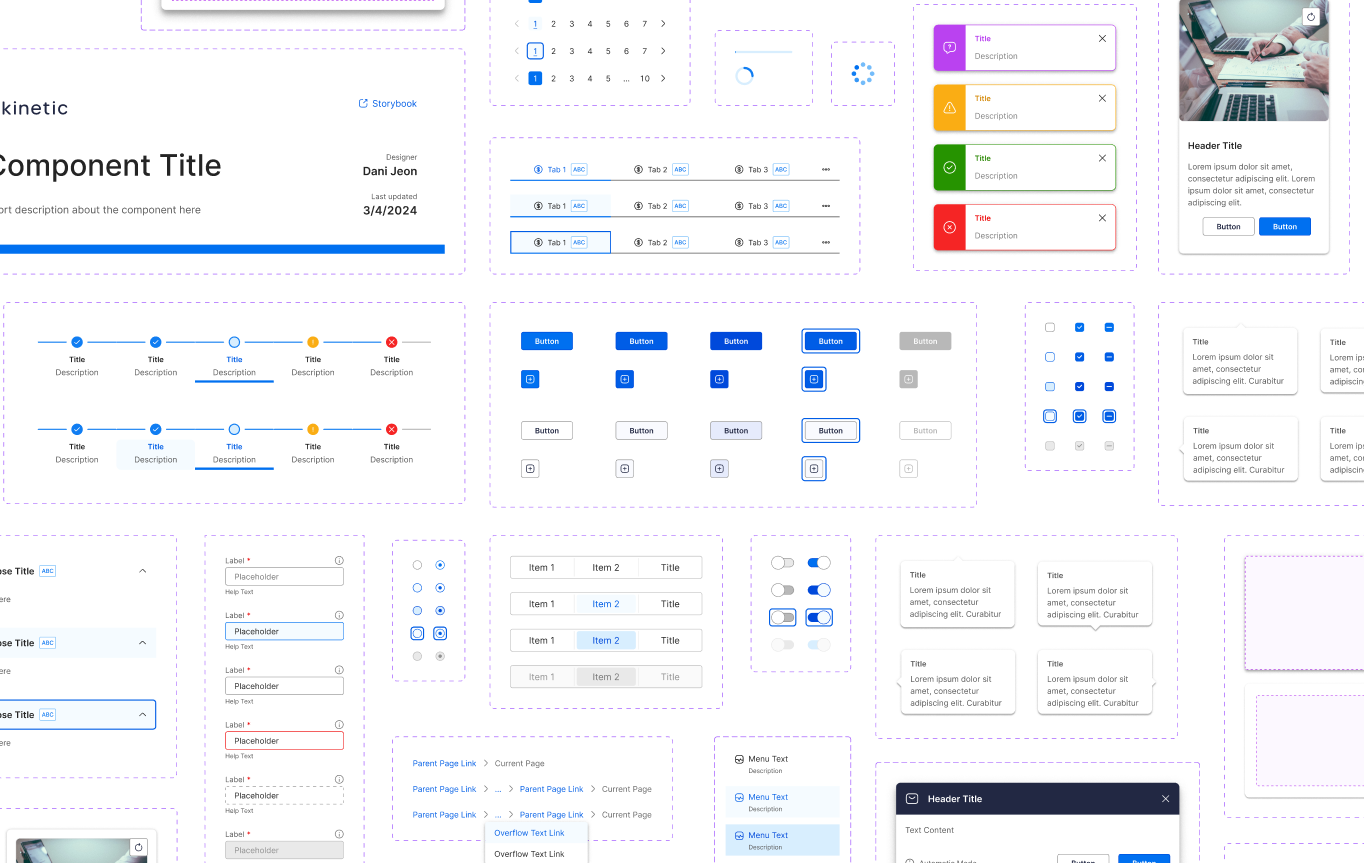 kinetic
Storybook
Component Title
Designer
Dani Jeon
Last updated
3/4/2024
ort description about the component here
1 2 3 4 5 6 7
1 2 3 4 5 6 7
1 2 3 4 5 ... 10
Tab 1 ABC Tab 2 ABC Tab 3 ABC
Tab 1 ABC Tab 2 ABC Tab 3 ABC
Tab 1 ABC Tab 2 ABC Tab 3 ABC
Title
Description
Title
Description
Title
Description
Title
Description
Header Title
Lorem ipsum dolor sit amet,
consectetur adipiscing elit. Lorem
ipsum dolor sit amet, consectetur
adipiscing elit.
Button Button
Title Title Title Title Title
Description Description Description Description Description
Title Title Title Title Title
Description Description Description Description Description
Button Button Button Button Button
Button Button Button Button Button
Title
Lorem ipsum dolor sit
amet, consectetur
adipiscing elit. Curabitur
Title
Lorem ip
amet, co
adipiscin
Title
Lorem ipsum dolor sit
amet, consectetur
adipiscing elit. Curabitur
Title
Lorem ip
amet, co
adipiscin
ose Title ABC
ere
ose Title ABC
ere
ose Title ABC
ere
Label *
Placeholder
Help Text
Label *
Placeholder
Help Text
Label *
Placeholder
Help Text
Label *
Placeholder
Help Text
Label *
Placeholder
Help Text
Label *
Placeholder
Item 1 Item 2 Title
Item 1 Item 2 Title
Item 1 Item 2 Title
Item 1 Item 2 Title
Title
Lorem ipsum dolor sit
amet, consectetur
adipiscing elit. Curabitur
Title
Lorem ipsum dolor sit
amet, consectetur
adipiscing elit. Curabitur
Title
Lorem ipsum dolor sit
amet, consectetur
adipiscing elit. Curabitur
Title
Lorem ipsum dolor sit
amet, consectetur
adipiscing elit. Curabitur
Parent Page Link > Current Page
Parent Page Link > ... > Parent Page Link > Current Page
Parent Page Link > ... > Parent Page Link > Current Page
Overflow Text Link
Overflow Text Link
Menu Text
Description
Menu Text
Description
Menu Text
Description
Header Title
Text Content
Automatic Mode
Button Button